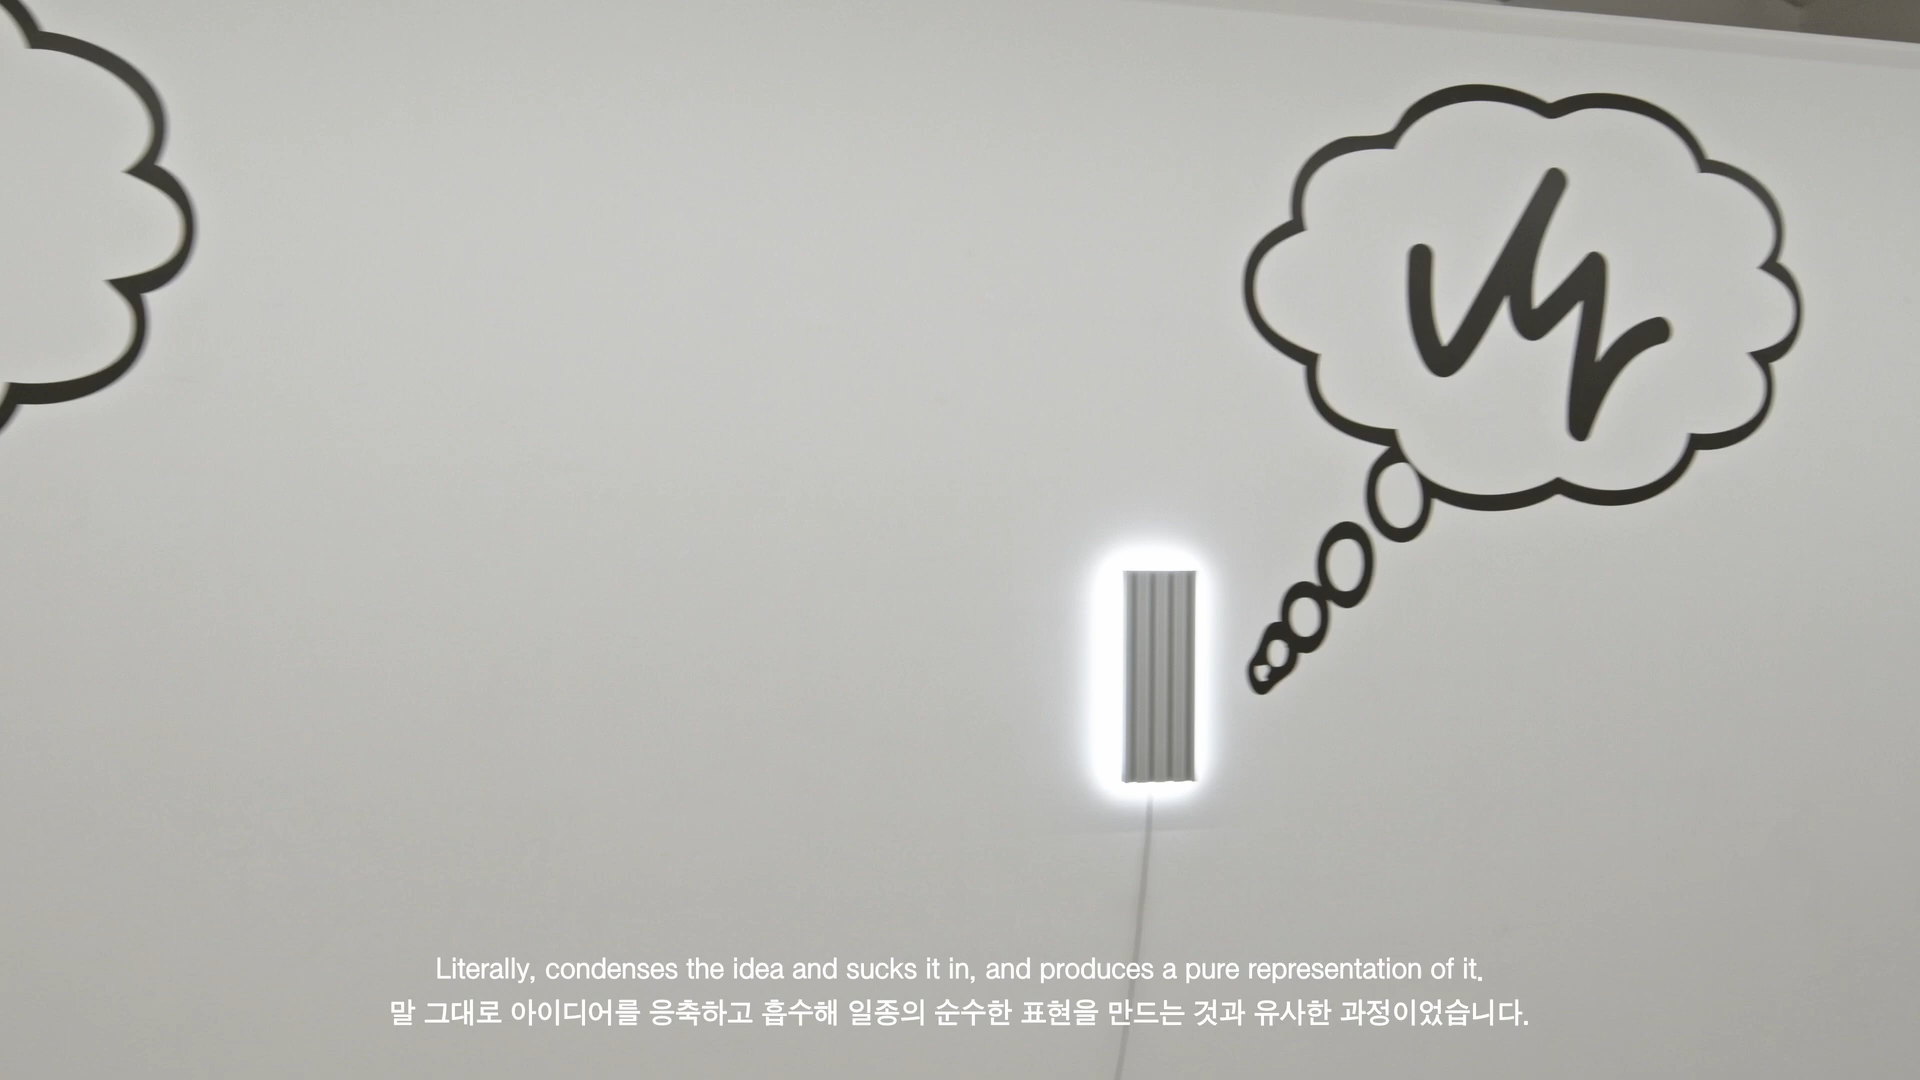 Literally, condenses the idea and sucks it in, and produces a pure representation of it.
말 그대로 아이디어를 응축하고 흡수해 일종의 순수한 표현을 만드는 것과 유사한 과정이었습니다.